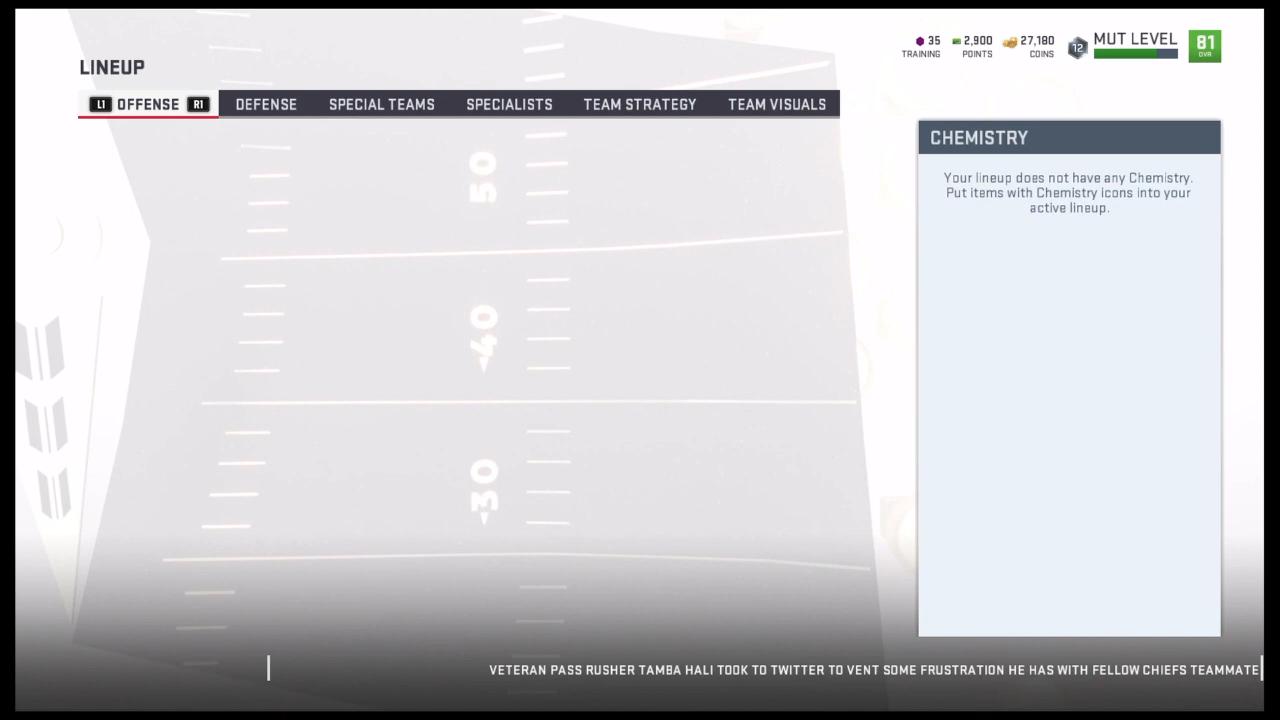 35
TRAINING
2,900
POINTS
27,180
COINS
12
MUT LEVEL
81
OVR
LINEUP
L1 OFFENSE R1
DEFENSE
SPECIAL TEAMS
SPECIALISTS
TEAM STRATEGY
TEAM VISUALS
CHEMISTRY
Your lineup does not have any Chemistry.
Put items with Chemistry icons into your
active lineup.
50
40
30
VETERAN PASS RUSHER TAMBA HALI TOOK TO TWITTER TO VENT SOME FRUSTRATION HE HAS WITH FELLOW CHIEFS TEAMMATE